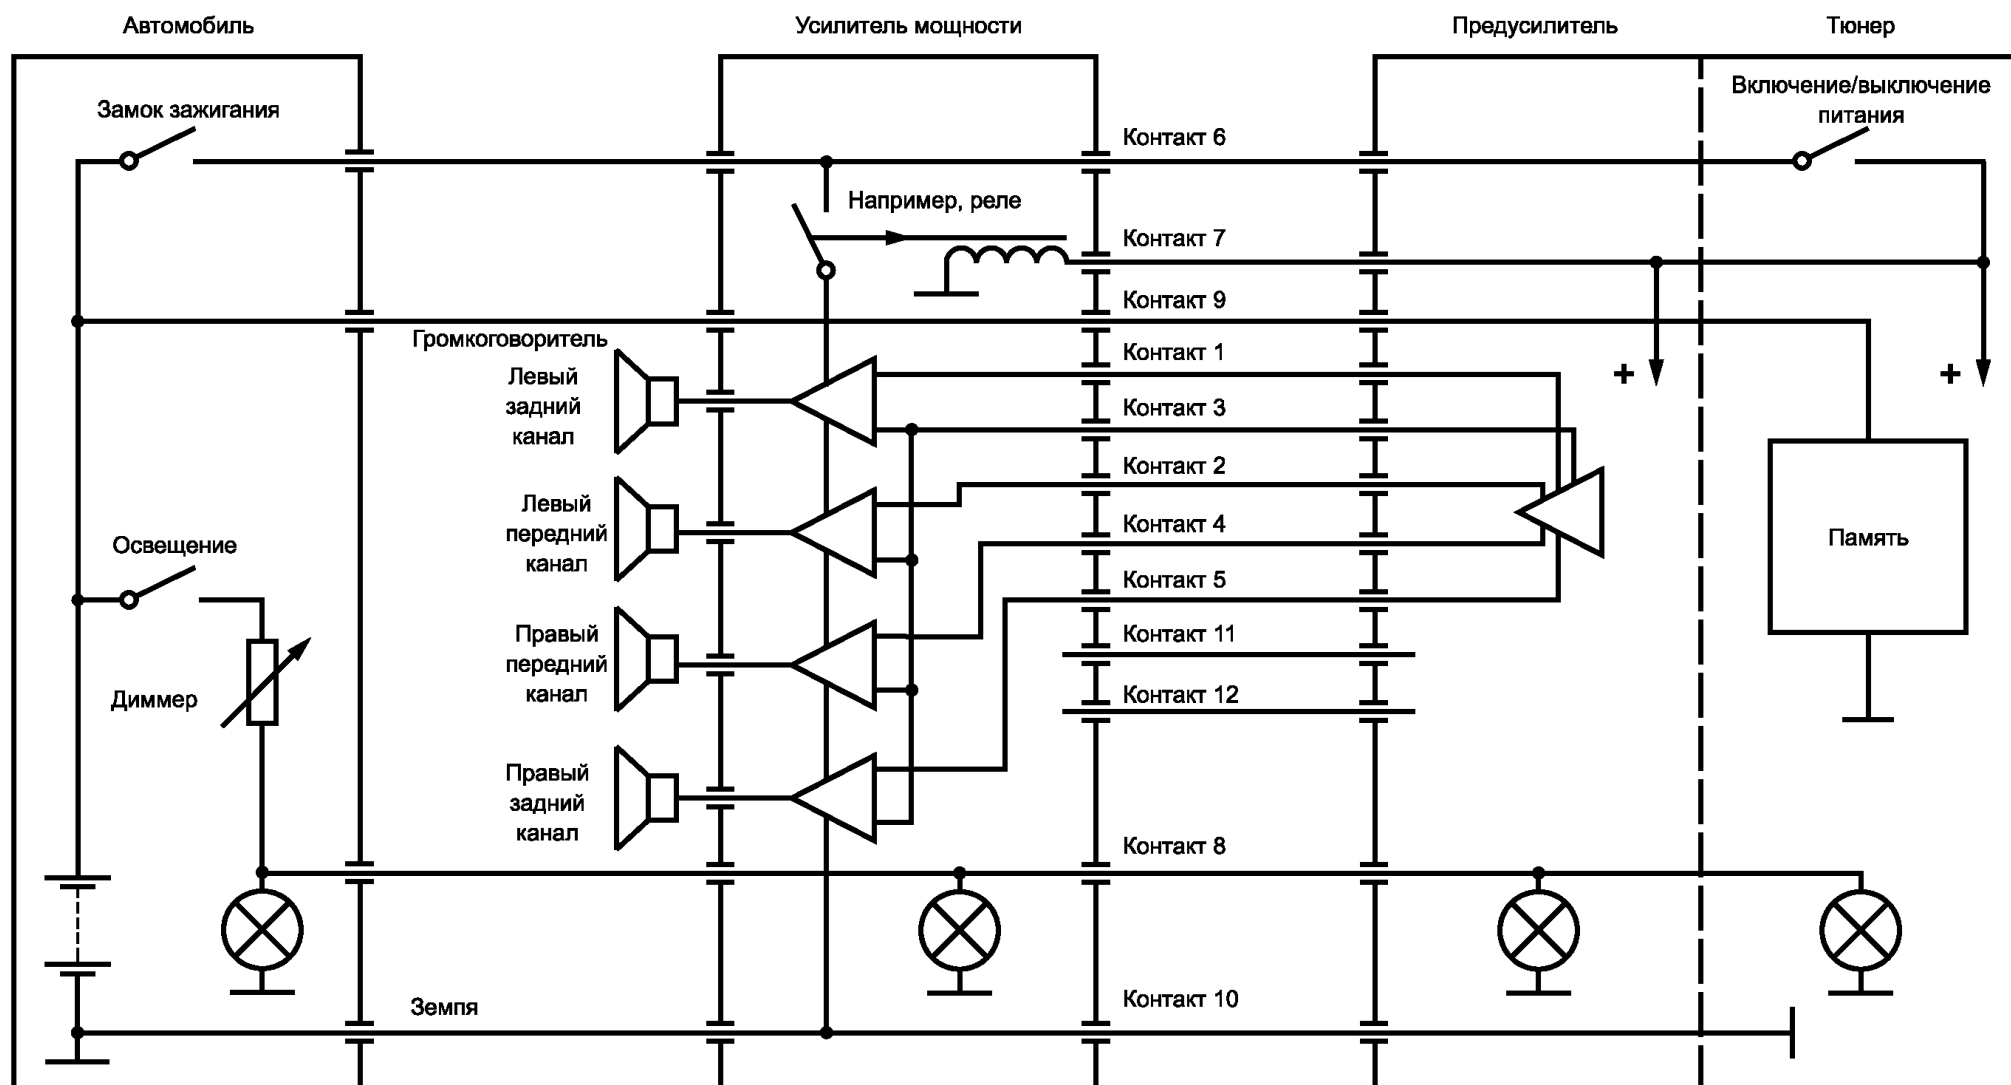 Автомобиль
Усилитель мощности
Предусилитель
Тюнер
Замок зажигания
Включение/выключение
питания
Контакт 6
Например, реле
Контакт 7
Контакт 9
Громкоговоритель
Левый
задний
канал
Контакт 1
+
+
Контакт 3
Контакт 2
Левый
передний
канал
Контакт 4
Память
Освещение
Контакт 5
Правый
передний
канал
Контакт 11
Диммер
Контакт 12
Правый
задний
канал
Контакт 8
Земпя
Контакт 10